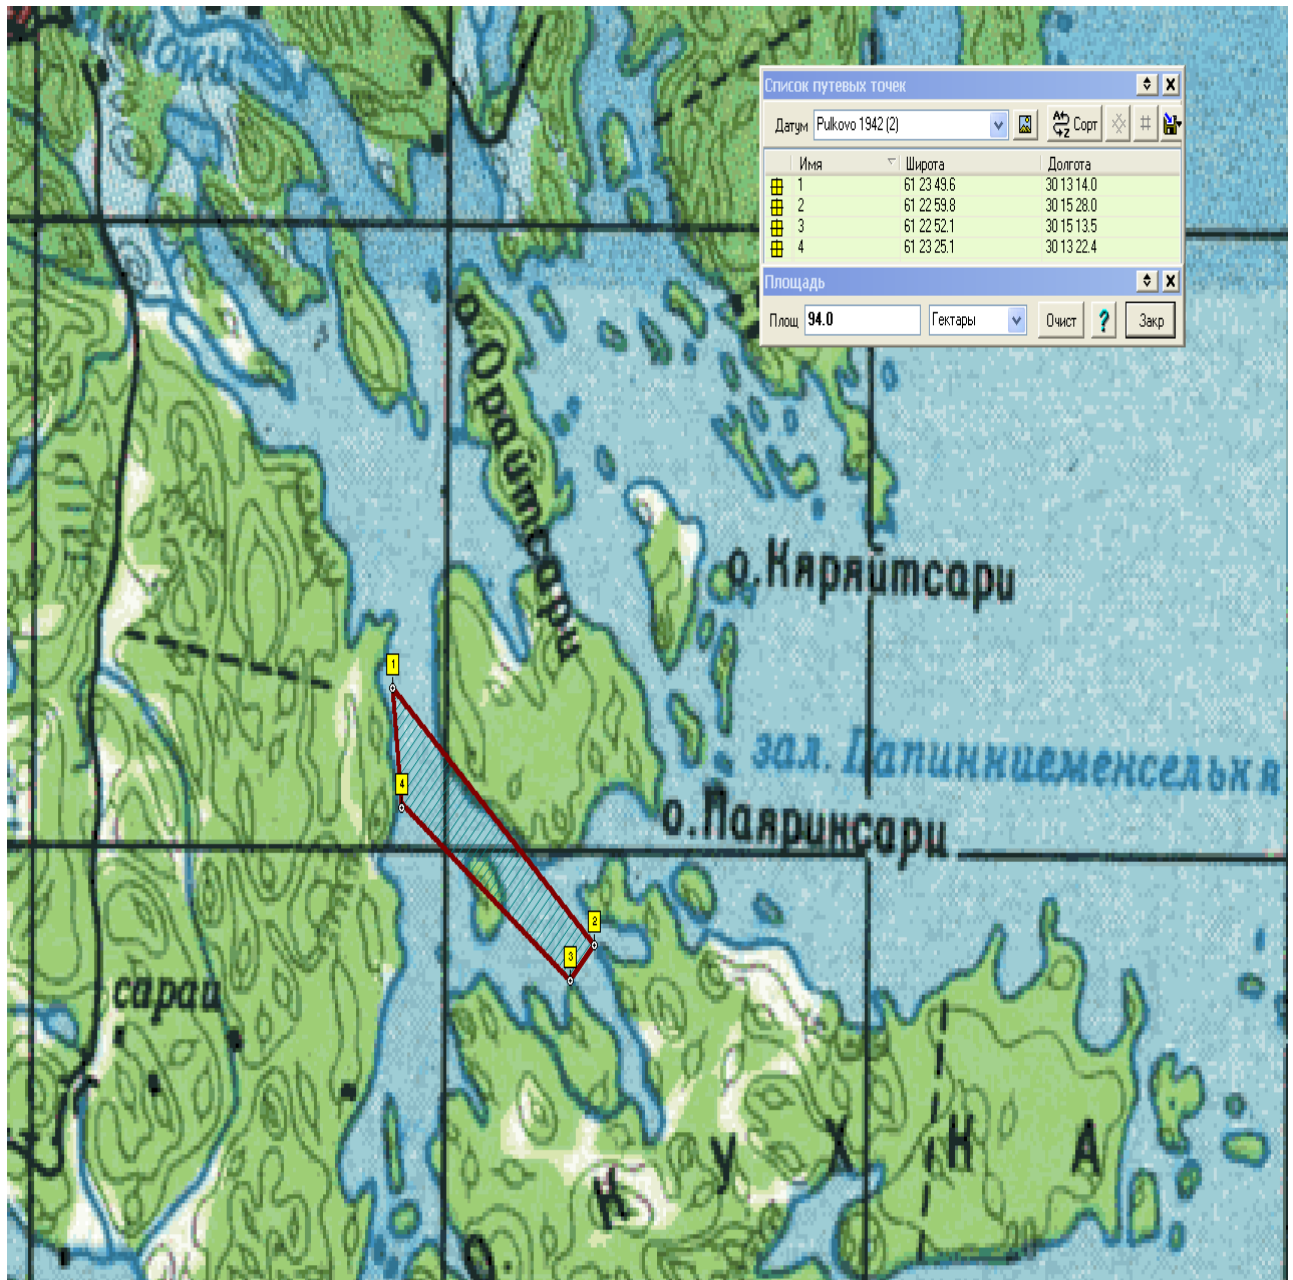 Список путевых точек
Датум Pulkovo 1942 (2) Сорт
Имя Широта Долгота
1 61 23 49.6 30 13 14.0
2 61 22 59.8 30 15 28.0
3 61 22 52.1 30 15 13.5
4 61 23 25.1 30 13 22.4
Площадь
Площ 94.0 Гектары Очист ? Закр
о.Орайтсари
о.Кяряйтсари
1
зал. Лапинниеменселькя
4
о.Маяринсари
2
3
сараи
К У Х К А